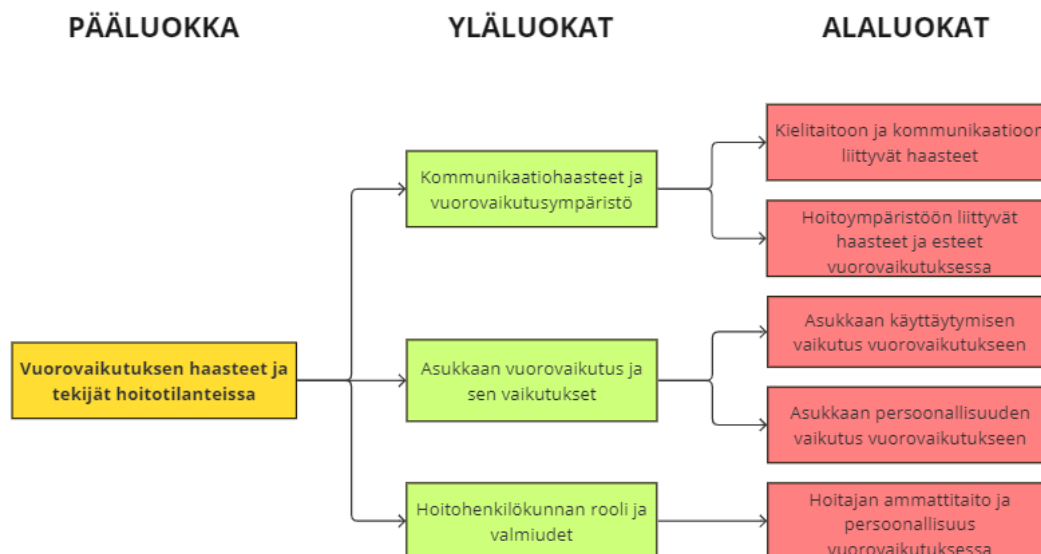 PÄÄLUOKKA
YLÄLUOKAT
ALALUOKAT
Vuorovaikutuksen haasteet ja
tekijät hoitotilanteissa
Kommunikaatiohaasteet ja
vuorovaikutusympäristö
Kielitaitoon ja kommunikaatioon
liittyvät haasteet
Hoitoympäristöön liittyvät
haasteet ja esteet
vuorovaikutuksessa
Asukkaan vuorovaikutus ja
sen vaikutukset
Asukkaan käyttäytymisen
vaikutus vuorovaikutukseen
Asukkaan persoonallisuuden
vaikutus vuorovaikutukseen
Hoitohenkilökunnan rooli ja
valmiudet
Hoitajan ammattitaito ja
persoonallisuus
vuorovaikutuksessa